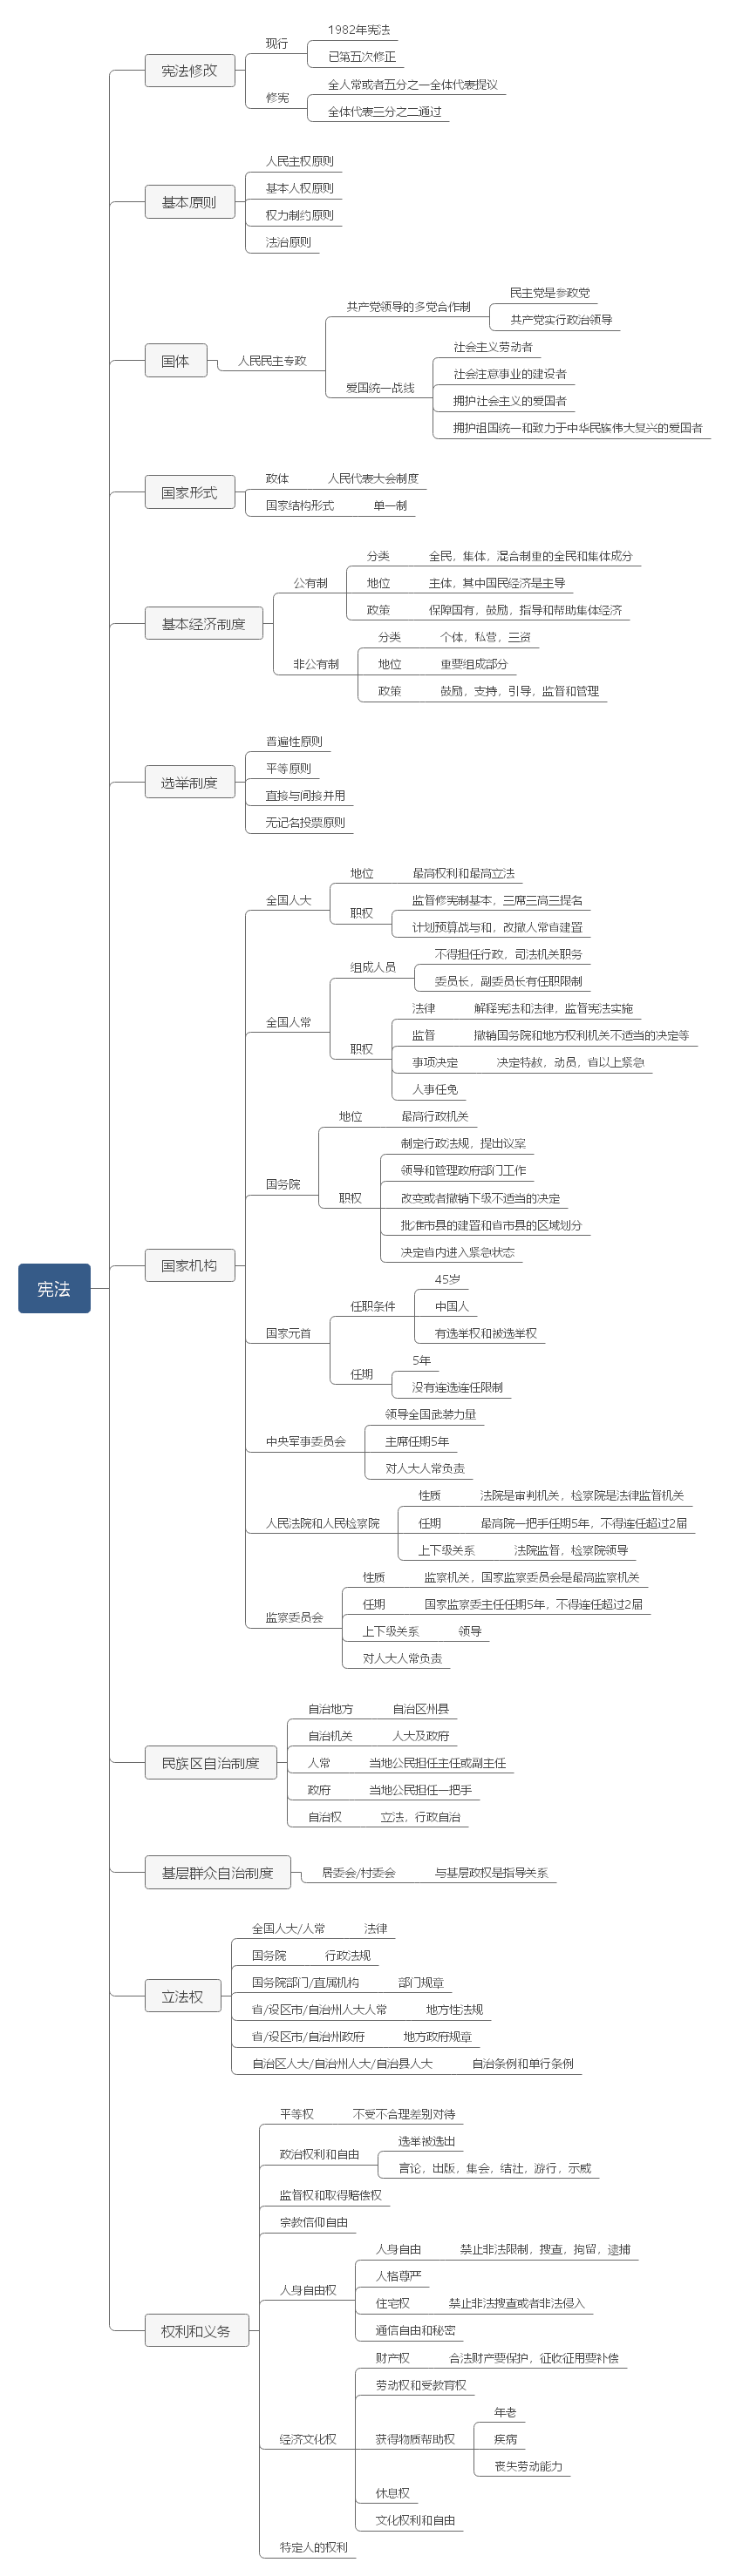 宪法
宪法修改
现行
1982年宪法
已第五次修正
修宪
全人常或者五分之一全体代表提议
全体代表三分之二通过
基本原则
人民主权原则
基本人权原则
权力制约原则
法治原则
国体
人民民主专政
共产党领导的多党合作制
民主党是参政党
共产党实行政治领导
爱国统一战线
社会主义劳动者
社会注意事业的建设者
拥护社会主义的爱国者
拥护祖国统一和致力于中华民族伟大复兴的爱国者
国家形式
政体 人民代表大会制度
国家结构形式 单一制
基本经济制度
公有制
分类 全民，集体，混合制重的全民和集体成分
地位 主体，其中国民经济是主导
政策 保障国有，鼓励，指导和帮助集体经济
非公有制
分类 个体，私营，三资
地位 重要组成部分
政策 鼓励，支持，引导，监督和管理
选举制度
普遍性原则
平等原则
直接与间接并用
无记名投票原则
国家机构
全国人大
地位 最高权利和最高立法
职权
监督修宪制基本，三席三高三提名
计划预算战与和，改撤人常省建置
全国人常
组成人员
不得担任行政，司法机关职务
委员长，副委员长有任职限制
职权
法律 解释宪法和法律，监督宪法实施
监督 撤销国务院和地方权利机关不适当的决定等
事项决定 决定特赦，动员，省以上紧急
人事任免
国务院
地位 最高行政机关
职权
制定行政法规，提出议案
领导和管理政府部门工作
改变或者撤销下级不适当的决定
批准市县的建置和省市县的区域划分
决定省内进入紧急状态
国家元首
任职条件
45岁
中国人
有选举权和被选举权
任期
5年
没有连选连任限制
中央军事委员会
领导全国武装力量
主席任期5年
对人大人常负责
人民法院和人民检察院
性质 法院是审判机关，检察院是法律监督机关
任期 最高院一把手任期5年，不得连任超过2届
上下级关系 法院监督，检察院领导
监察委员会
性质 监察机关，国家监察委员会是最高监察机关
任期 国家监察委主任任期5年，不得连任超过2届
上下级关系 领导
对人大人常负责
民族区自治制度
自治地方 自治区州县
自治机关 人大及政府
人常 当地公民担任主任或副主任
政府 当地公民担任一把手
自治权 立法，行政自治
基层群众自治制度
居委会/村委会 与基层政权是指导关系
立法权
全国人大/人常 法律
国务院 行政法规
国务院部门/直属机构 部门规章
省/设区市/自治州人大人常 地方性法规
省/设区市/自治州政府 地方政府规章
自治区人大/自治州人大/自治县人大 自治条例和单行条例
权利和义务
平等权 不受不合理差别对待
政治权利和自由
选举被选出
言论，出版，集会，结社，游行，示威
监督权和取得赔偿权
宗教信仰自由
人身自由权
人身自由 禁止非法限制，搜查，拘留，逮捕
人格尊严
住宅权 禁止非法搜查或者非法侵入
通信自由和秘密
经济文化权
财产权 合法财产要保护，征收征用要补偿
劳动权和受教育权
获得物质帮助权
年老
疾病
丧失劳动能力
休息权
文化权利和自由
特定人的权利